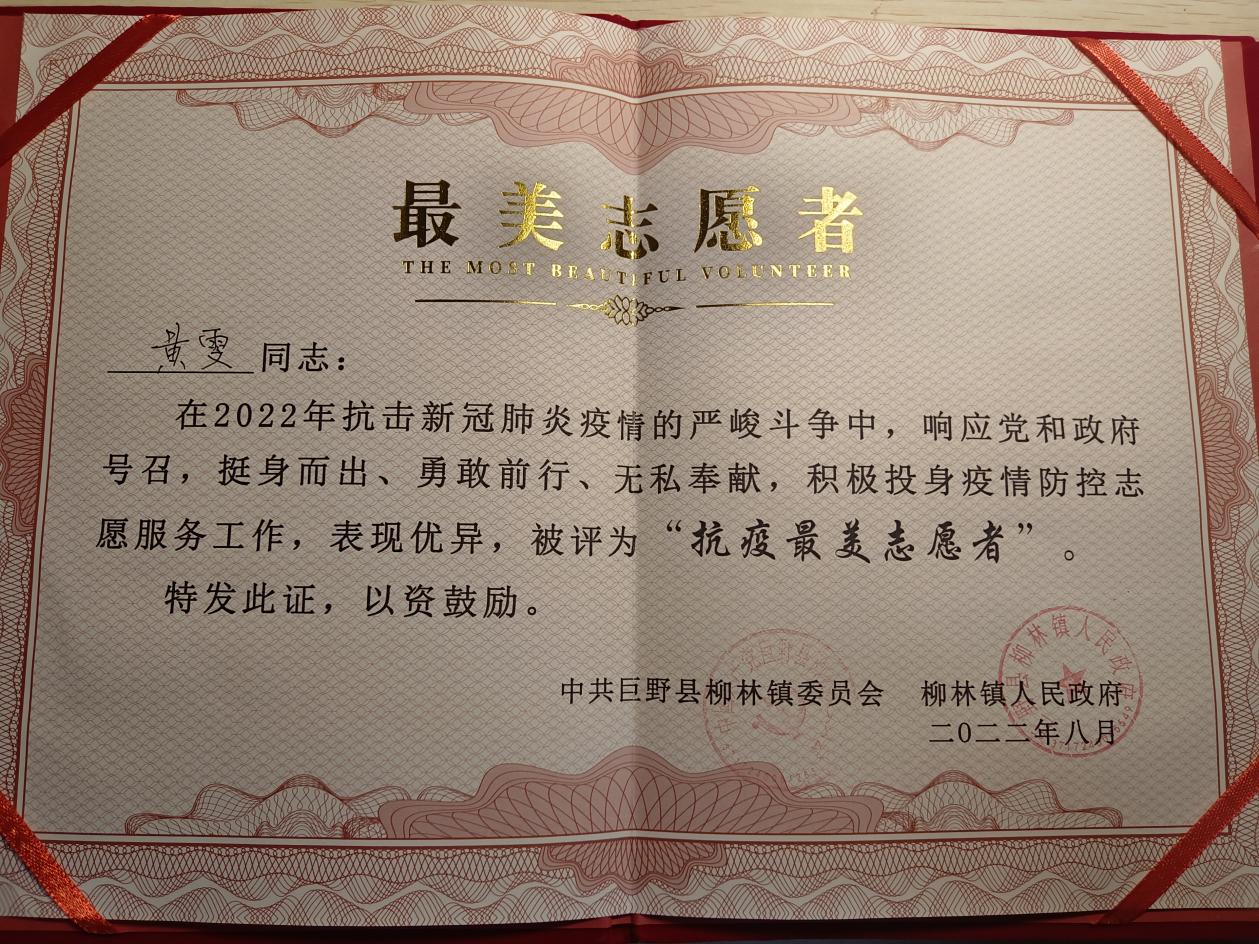 最美志愿者
THE MOST BEAUTIFUL VOLUNTEER
黄雯同志：
在2022年抗击新冠肺炎疫情的严峻斗争中，响应党和政府
号召，挺身而出、勇敢前行、无私奉献，积极投身疫情防控志
愿服务工作，表现优异，被评为“抗疫最美志愿者”。
特发此证，以资鼓励。
中共巨野县柳林镇委员会 柳林镇人民政府
二〇二二年八月